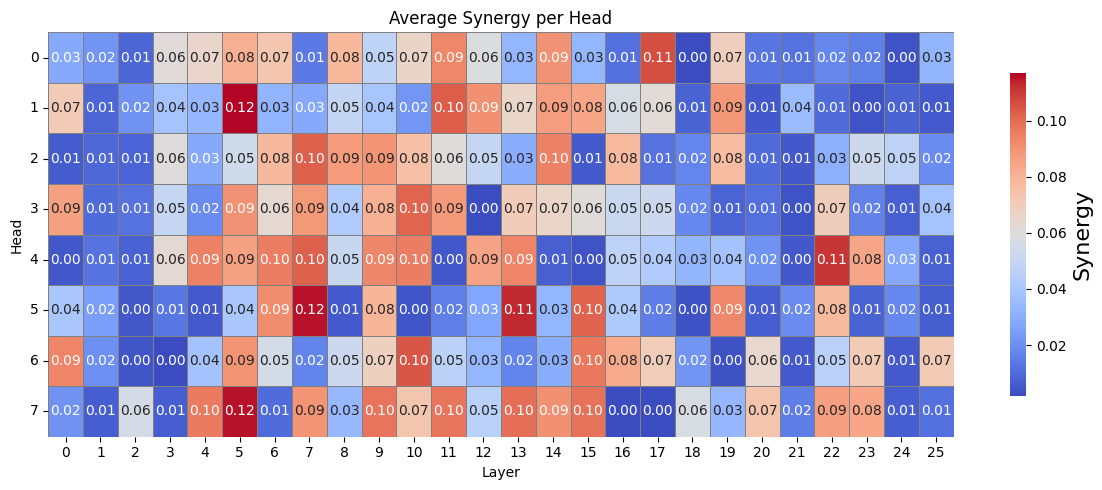 Average Synergy per Head
0 0.03 0.02 0.01 0.06 0.07 0.08 0.07 0.01 0.08 0.05 0.07 0.09 0.06 0.03 0.09 0.03 0.01 0.11 0.00 0.07 0.01 0.01 0.02 0.02 0.00 0.03
1 0.07 0.01 0.02 0.04 0.03 0.12 0.03 0.03 0.05 0.04 0.02 0.10 0.09 0.07 0.09 0.08 0.06 0.06 0.01 0.09 0.01 0.04 0.01 0.00 0.01 0.01
2 0.01 0.01 0.01 0.06 0.03 0.05 0.08 0.10 0.09 0.09 0.08 0.06 0.05 0.03 0.10 0.01 0.08 0.01 0.02 0.08 0.01 0.01 0.03 0.05 0.05 0.02
3 0.09 0.01 0.01 0.05 0.02 0.09 0.06 0.09 0.04 0.08 0.10 0.09 0.00 0.07 0.07 0.06 0.05 0.05 0.02 0.01 0.01 0.00 0.07 0.02 0.01 0.04
4 0.00 0.01 0.01 0.06 0.09 0.09 0.10 0.10 0.05 0.09 0.10 0.00 0.09 0.09 0.01 0.00 0.05 0.04 0.03 0.04 0.02 0.00 0.11 0.08 0.03 0.01
5 0.04 0.02 0.00 0.01 0.01 0.04 0.09 0.12 0.01 0.08 0.00 0.02 0.03 0.11 0.03 0.10 0.04 0.02 0.00 0.09 0.01 0.02 0.08 0.01 0.02 0.01
6 0.09 0.02 0.00 0.00 0.04 0.09 0.05 0.02 0.05 0.07 0.10 0.05 0.03 0.02 0.03 0.10 0.08 0.07 0.02 0.00 0.06 0.01 0.05 0.07 0.01 0.07
7 0.02 0.01 0.06 0.01 0.10 0.12 0.01 0.09 0.03 0.10 0.07 0.10 0.05 0.10 0.09 0.10 0.00 0.00 0.06 0.03 0.07 0.02 0.09 0.08 0.01 0.01
0 1 2 3 4 5 6 7 8 9 10 11 12 13 14 15 16 17 18 19 20 21 22 23 24 25
Layer
Head
0.10
0.08
0.06
0.04
0.02
Synergy